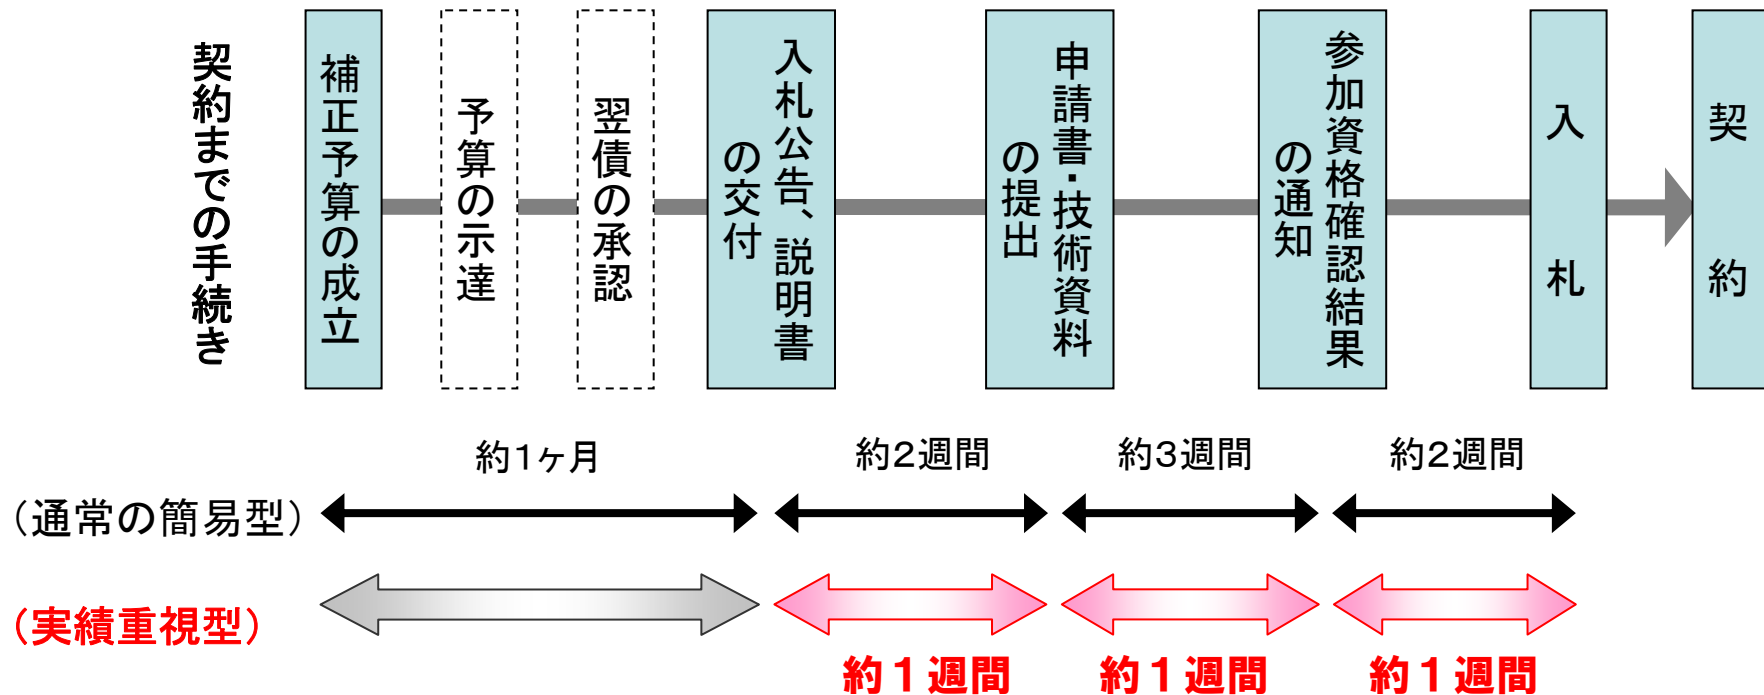 契約までの手続き
補正予算の成立
予算の示達
翌債の承認
入札公告、説明書
の交付
申請書・技術資料
の提出
参加資格確認結果
の通知
入札
契約
約1ヶ月
約2週間
約3週間
約2週間
（通常の簡易型）
（実績重視型）
約１週間
約１週間
約１週間